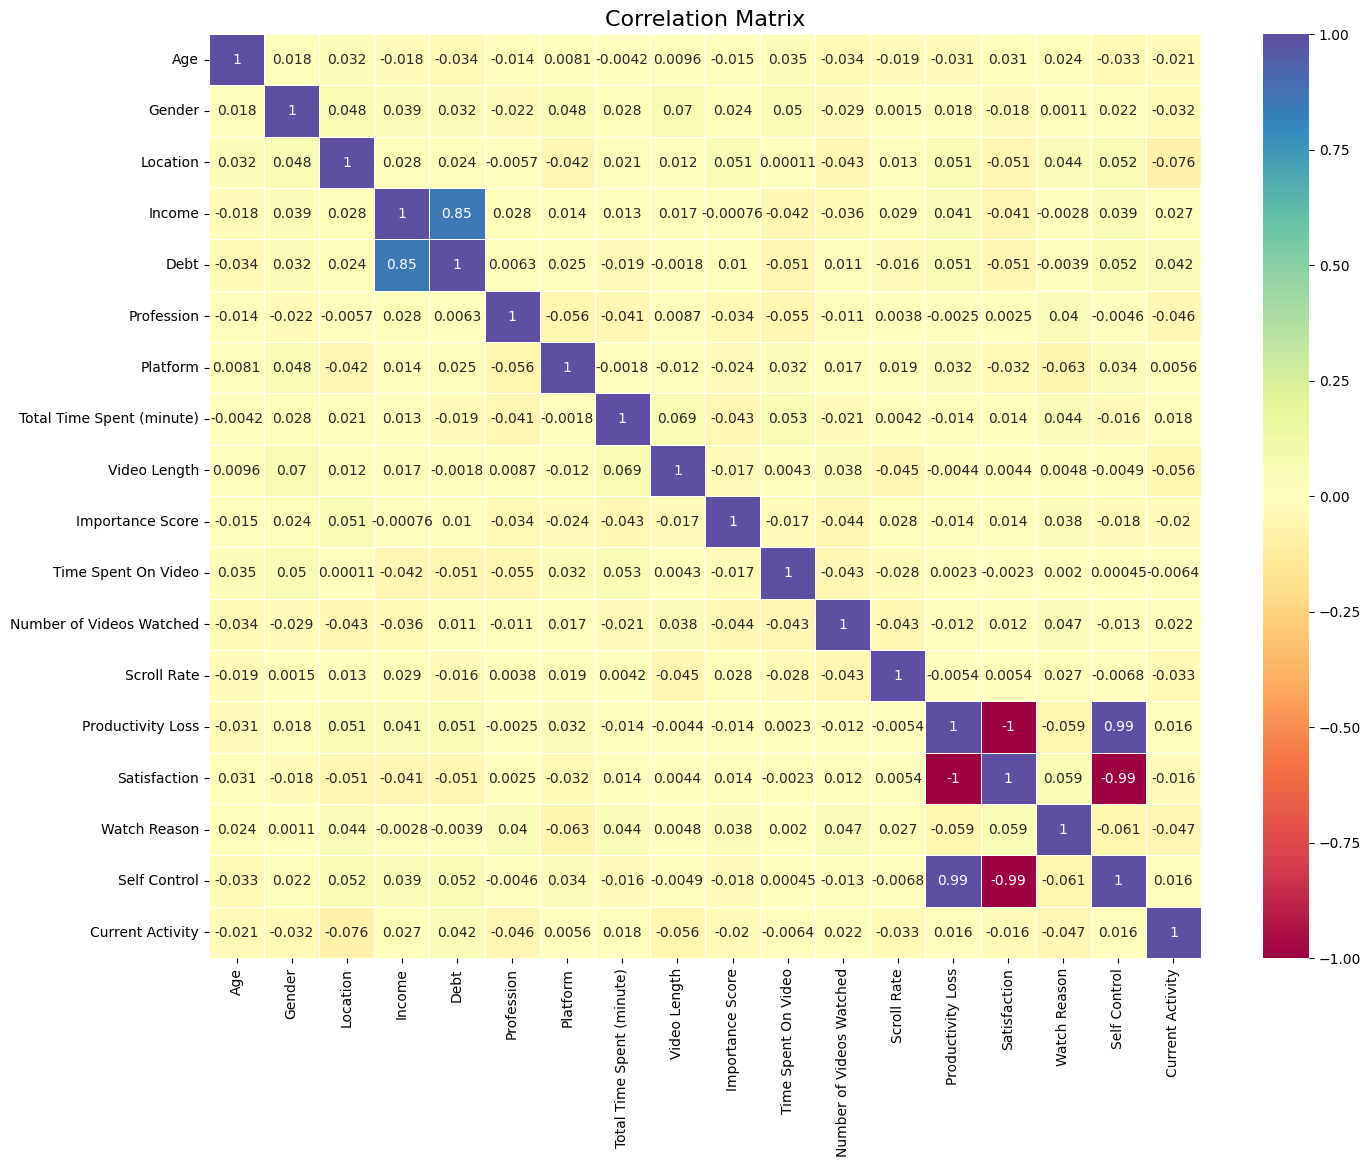 Correlation Matrix
Age 1 0.018 0.032 -0.018 -0.034 -0.014 0.0081 -0.0042 0.0096 -0.015 0.035 -0.034 -0.019 -0.031 0.031 0.024 -0.033 -0.021
Gender 0.018 1 0.048 0.039 0.032 -0.022 0.048 0.028 0.07 0.024 0.05 -0.029 0.0015 0.018 -0.018 0.0011 0.022 -0.032
Location 0.032 0.048 1 0.028 0.024 -0.0057 -0.042 0.021 0.012 0.051 0.00011 -0.043 0.013 0.051 -0.051 0.044 0.052 -0.076
Income -0.018 0.039 0.028 1 0.85 0.028 0.014 0.013 0.017 -0.00076 -0.042 -0.036 0.029 0.041 -0.041 -0.0028 0.039 0.027
Debt -0.034 0.032 0.024 0.85 1 0.0063 0.025 -0.019 -0.0018 0.01 -0.051 0.011 -0.016 0.051 -0.051 -0.0039 0.052 0.042
Profession -0.014 -0.022 -0.0057 0.028 0.0063 1 -0.056 -0.041 0.0087 -0.034 -0.055 -0.011 0.0038 -0.0025 0.0025 0.04 -0.0046 -0.046
Platform 0.0081 0.048 -0.042 0.014 0.025 -0.056 1 -0.0018 -0.012 -0.024 0.032 0.017 0.019 0.032 -0.032 -0.063 0.034 0.0056
Total Time Spent (minute) -0.0042 0.028 0.021 0.013 -0.019 -0.041 -0.0018 1 0.069 -0.043 0.053 -0.021 0.0042 -0.014 0.014 0.044 -0.016 0.018
Video Length 0.0096 0.07 0.012 0.017 -0.0018 0.0087 -0.012 0.069 1 -0.017 0.0043 0.038 -0.045 -0.0044 0.0044 0.0048 -0.0049 -0.056
Importance Score -0.015 0.024 0.051 -0.00076 0.01 -0.034 -0.024 -0.043 -0.017 1 -0.017 -0.044 0.028 -0.014 0.014 0.038 -0.018 -0.02
Time Spent On Video 0.035 0.05 0.00011 -0.042 -0.051 -0.055 0.032 0.053 0.0043 -0.017 1 -0.043 -0.028 0.0023 -0.0023 0.002 0.00045 -0.0064
Number of Videos Watched -0.034 -0.029 -0.043 -0.036 0.011 -0.011 0.017 -0.021 0.038 -0.044 -0.043 1 -0.043 -0.012 0.012 0.047 -0.013 0.022
Scroll Rate -0.019 0.0015 0.013 0.029 -0.016 0.0038 0.019 0.0042 -0.045 0.028 -0.028 -0.043 1 -0.0054 0.0054 0.027 -0.0068 -0.033
Productivity Loss -0.031 0.018 0.051 0.041 0.051 -0.0025 0.032 -0.014 -0.0044 -0.014 0.0023 -0.012 -0.0054 1 -1 -0.059 0.99 0.016
Satisfaction 0.031 -0.018 -0.051 -0.041 -0.051 0.0025 -0.032 0.014 0.0044 0.014 -0.0023 0.012 0.0054 -1 1 0.059 -0.99 -0.016
Watch Reason 0.024 0.0011 0.044 -0.0028 -0.0039 0.04 -0.063 0.044 0.0048 0.038 0.002 0.047 0.027 -0.059 0.059 1 -0.061 -0.047
Self Control -0.033 0.022 0.052 0.039 0.052 -0.0046 0.034 -0.016 -0.0049 -0.018 0.00045 -0.013 -0.0068 0.99 -0.99 -0.061 1 0.016
Current Activity -0.021 -0.032 -0.076 0.027 0.042 -0.046 0.0056 0.018 -0.056 -0.02 -0.0064 0.022 -0.033 0.016 -0.016 -0.047 0.016 1
Age
Gender
Location
Income
Debt
Profession
Platform
Total Time Spent (minute)
Video Length
Importance Score
Time Spent On Video
Number of Videos Watched
Scroll Rate
Productivity Loss
Satisfaction
Watch Reason
Self Control
Current Activity
1.00
0.75
0.50
0.25
0.00
−0.25
−0.50
−0.75
−1.00